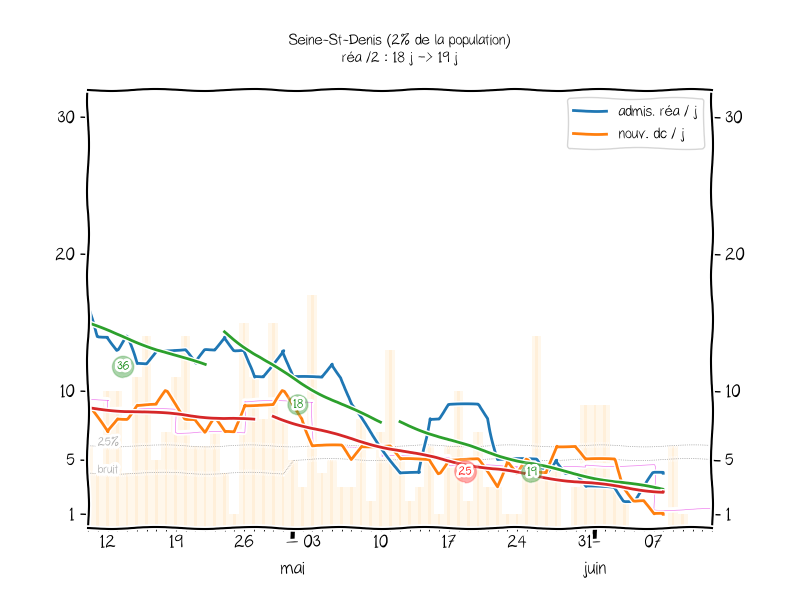 Seine-St-Denis (2% de la population)
réa /2 : 18 j -> 19 j
admis. réa / j
nouv. dc / j
30
30
20
20
10
10
5
5
1
1
36
18
25
19
25%
bruit
12 19 26 03 10 17 24 31 07
mai juin